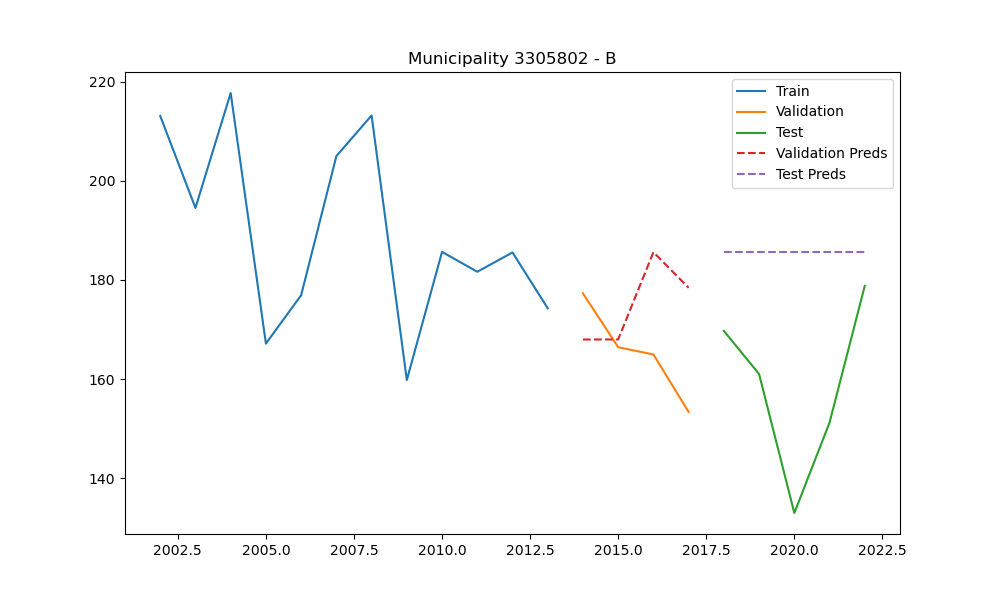 Municipality 3305802 - B
220
200
180
160
140
2002.5 2005.0 2007.5 2010.0 2012.5 2015.0 2017.5 2020.0 2022.5
Train
Validation
Test
Validation Preds
Test Preds